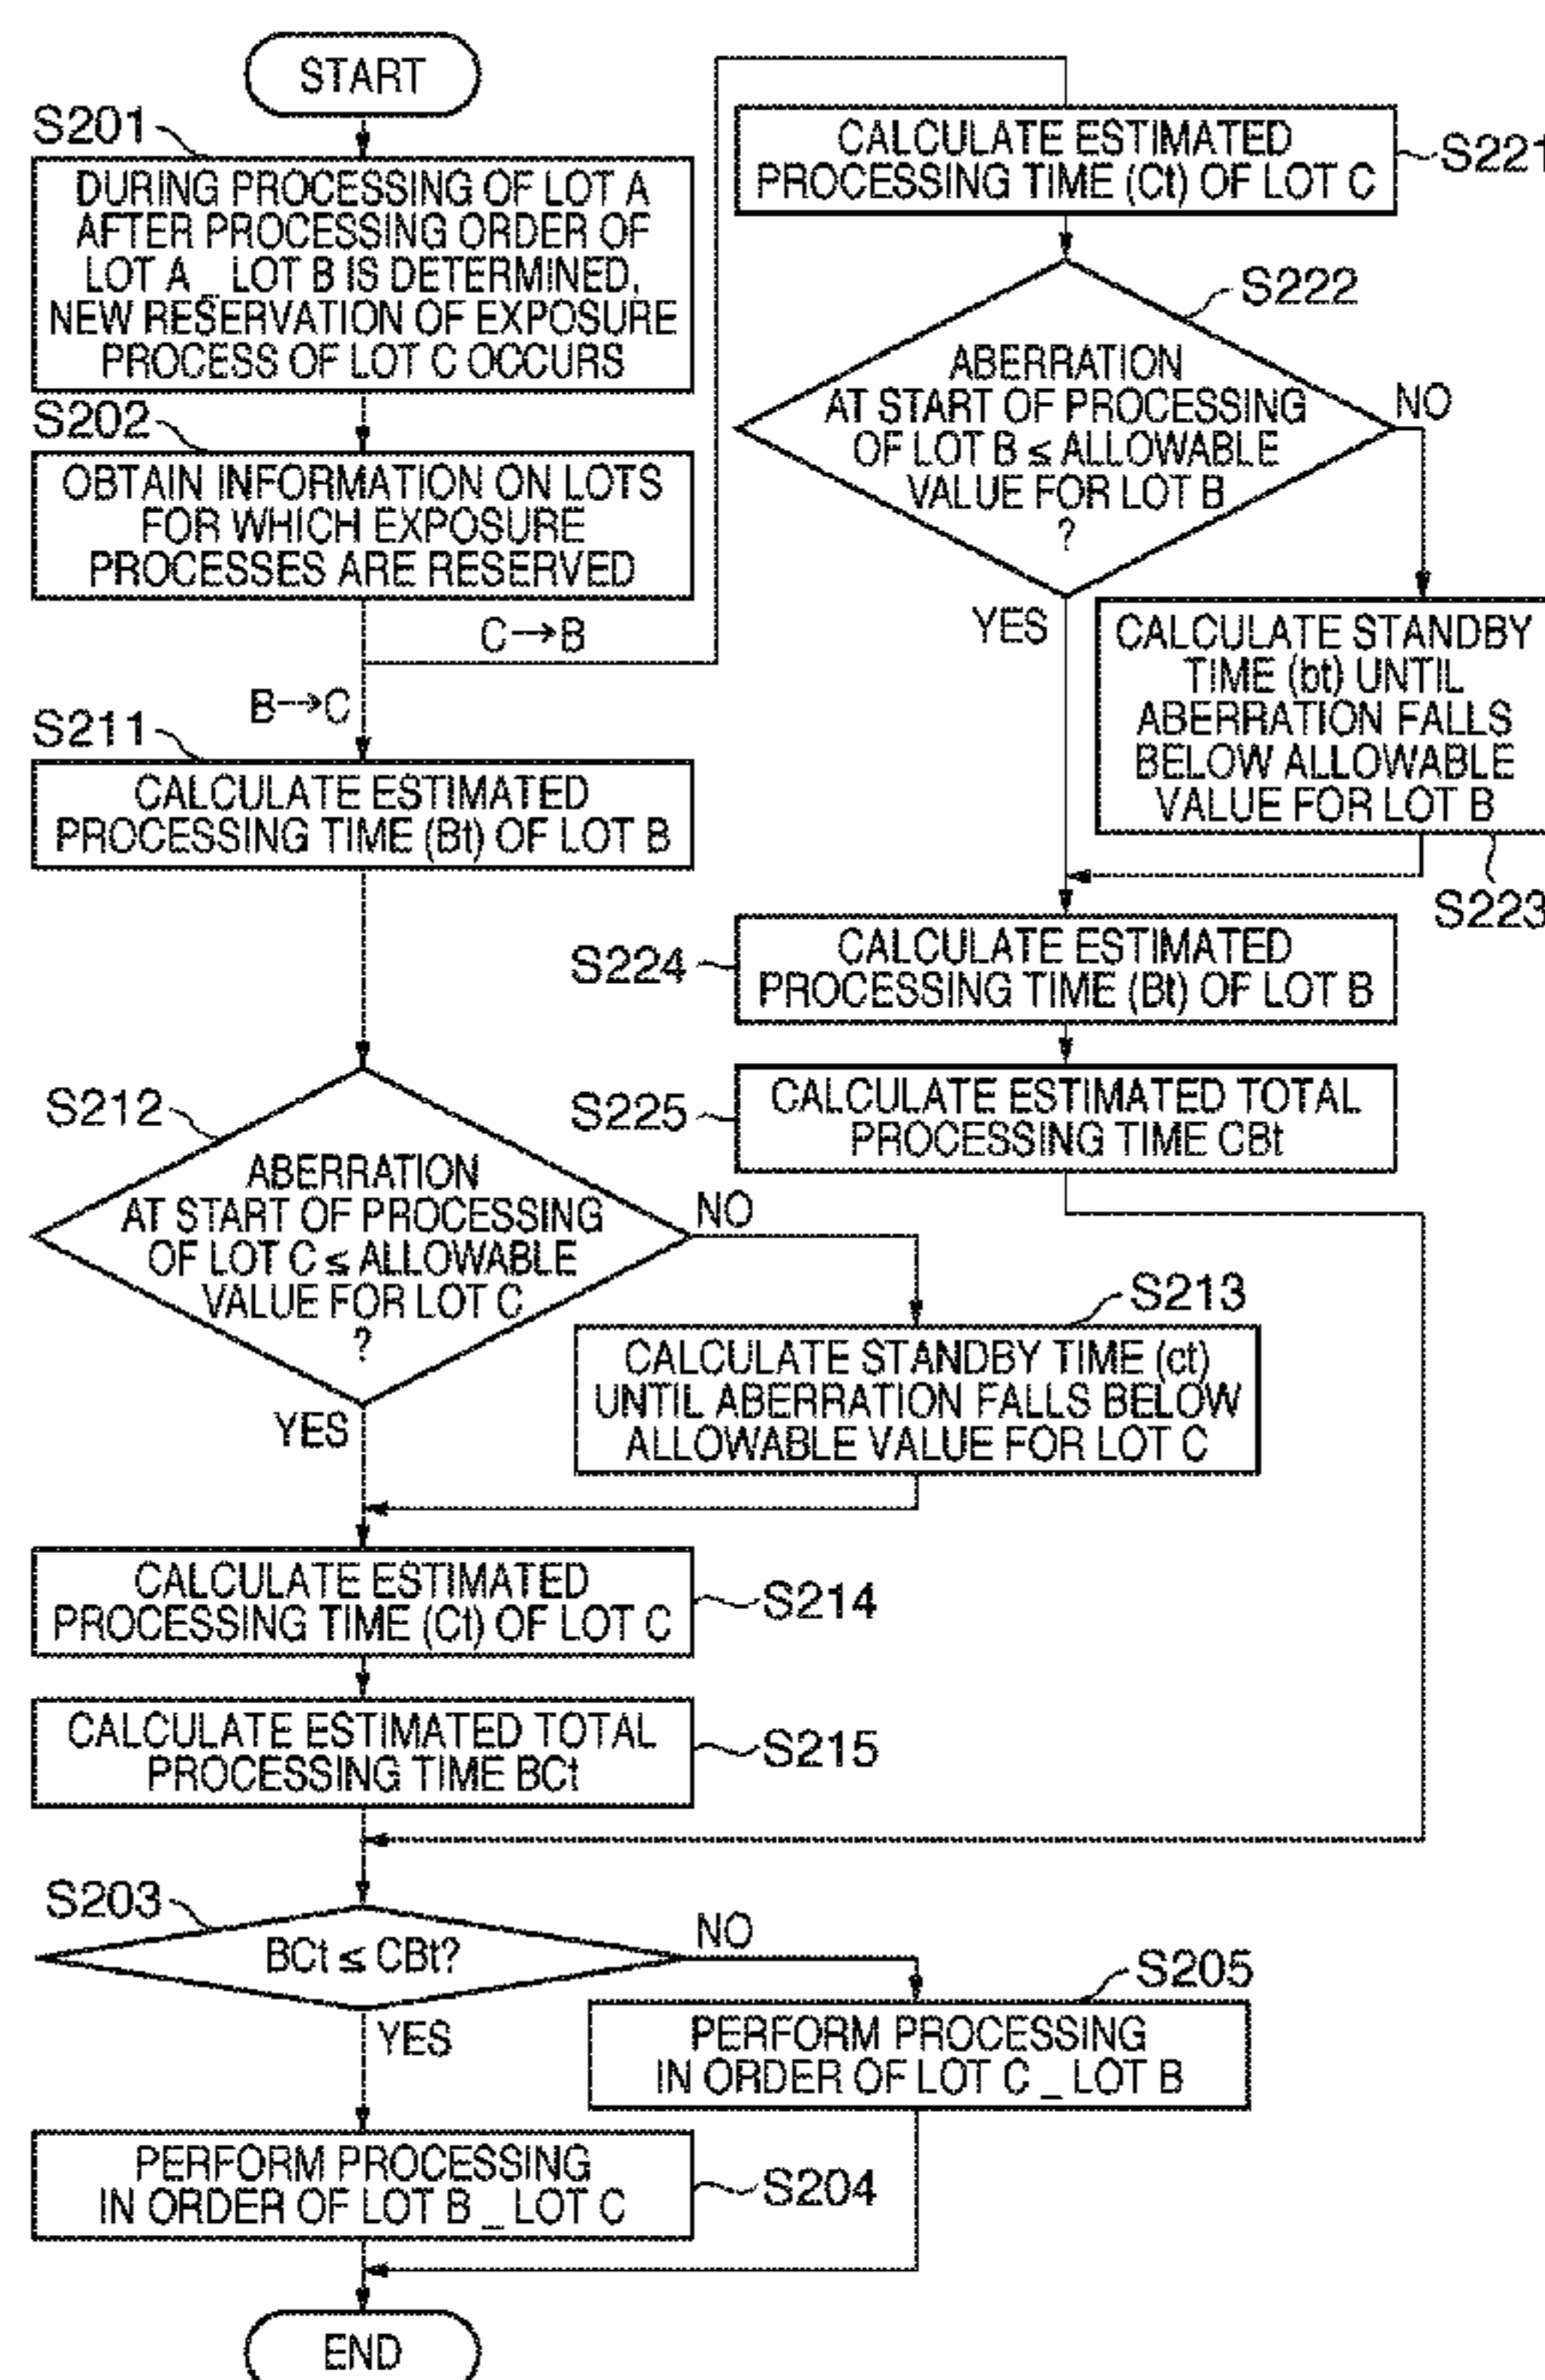 START
S201
DURING PROCESSING OF LOT A
AFTER PROCESSING ORDER OF
LOT A _ LOT B IS DETERMINED,
NEW RESERVATION OF EXPOSURE
PROCESS OF LOT C OCCURS
S202
OBTAIN INFORMATION ON LOTS
FOR WHICH EXPOSURE
PROCESSES ARE RESERVED
C→B
B→C
S211
CALCULATE ESTIMATED
PROCESSING TIME (Bt) OF LOT B
S212
ABERRATION
AT START OF PROCESSING
OF LOT C ≤ ALLOWABLE
VALUE FOR LOT C
?
NO
YES
S213
CALCULATE STANDBY TIME (ct)
UNTIL ABERRATION FALLS BELOW
ALLOWABLE VALUE FOR LOT C
CALCULATE ESTIMATED
PROCESSING TIME (Ct) OF LOT C
S214
CALCULATE ESTIMATED TOTAL
PROCESSING TIME BCt
S215
CALCULATE ESTIMATED
PROCESSING TIME (Ct) OF LOT C
S221
S222
ABERRATION
AT START OF PROCESSING
OF LOT B ≤ ALLOWABLE
VALUE FOR LOT B
?
NO
YES
CALCULATE STANDBY
TIME (bt) UNTIL
ABERRATION FALLS
BELOW ALLOWABLE
VALUE FOR LOT B
S223
S224
CALCULATE ESTIMATED
PROCESSING TIME (Bt) OF LOT B
S225
CALCULATE ESTIMATED TOTAL
PROCESSING TIME CBt
S203
BCt ≤ CBt?
NO
YES
S205
PERFORM PROCESSING
IN ORDER OF LOT C _ LOT B
PERFORM PROCESSING
IN ORDER OF LOT B _ LOT C
S204
END